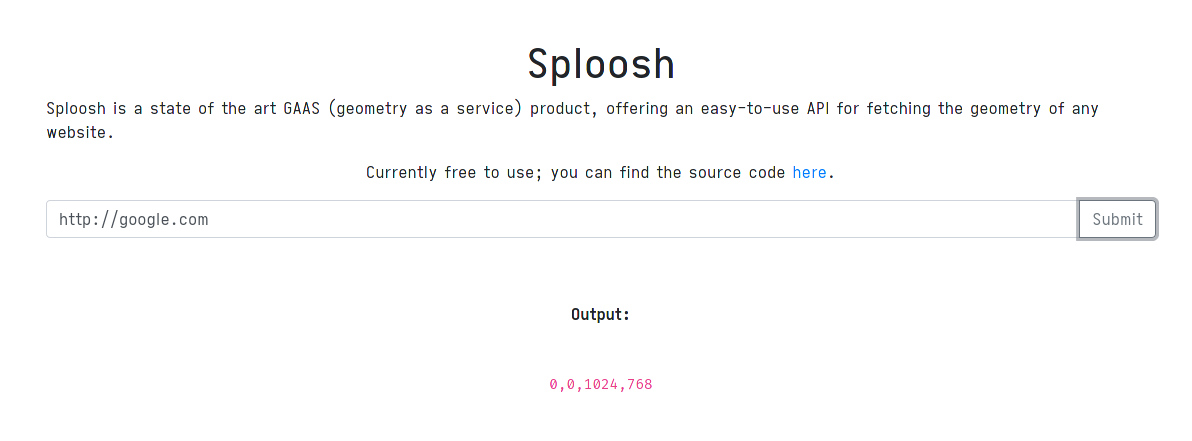 Sploosh
Sploosh is a state of the art GAAS (geometry as a service) product, offering an easy-to-use API for fetching the geometry of any
website.
Currently free to use; you can find the source code here.
http://google.com
Submit
Output:
0,0,1024,768